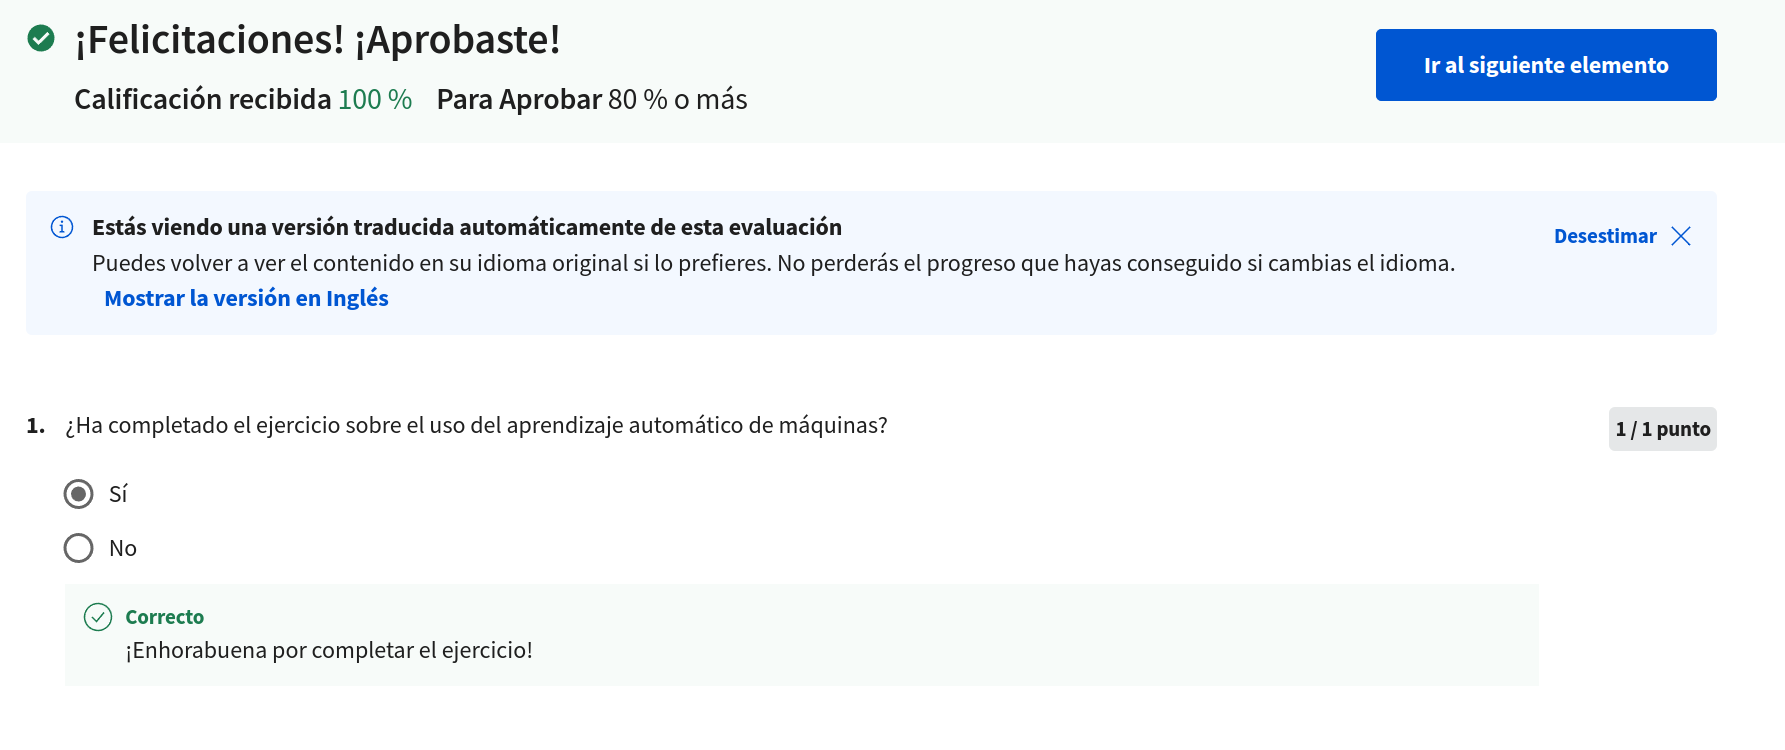 ¡Felicitaciones! ¡Aprobaste!
Calificación recibida 100 % Para Aprobar 80 % o más
Ir al siguiente elemento
Estás viendo una versión traducida automáticamente de esta evaluación
Desestimar
Puedes volver a ver el contenido en su idioma original si lo prefieres. No perderás el progreso que hayas conseguido si cambias el idioma.
Mostrar la versión en Inglés
1. ¿Ha completado el ejercicio sobre el uso del aprendizaje automático de máquinas?
1 / 1 punto
Sí
No
Correcto
¡Enhorabuena por completar el ejercicio!